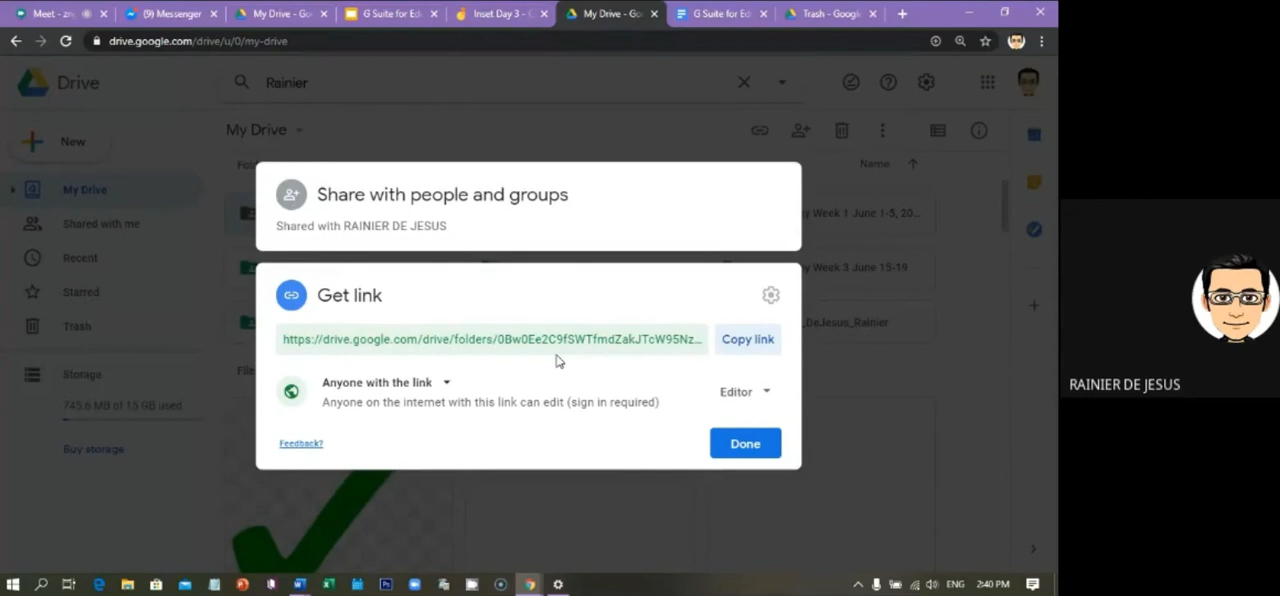 Meet - zn
(9) Messenger
My Drive - Go
G Suite for Ed
Inset Day 3 -
My Drive - Go
G Suite for Ed
Trash - Google
drive.google.com/drive/u/0/my-drive
Drive
Rainier
New
My Drive
Name
My Drive
Shared with me
Recent
Starred
Trash
Storage
745.6 MB of 15 GB used
Buy storage
Share with people and groups
Shared with RAINIER DE JESUS
y Week 1 June 1-5, 20...
y Week 3 June 15-19
_DeJesus_Rainier
Get link
https://drive.google.com/drive/folders/0Bw0Ee2C9fSWTfmdZakJTcW95Nz...
Copy link
Anyone with the link
Anyone on the internet with this link can edit (sign in required)
Editor
Feedback?
Done
RAINIER DE JESUS
ENG
2:40 PM